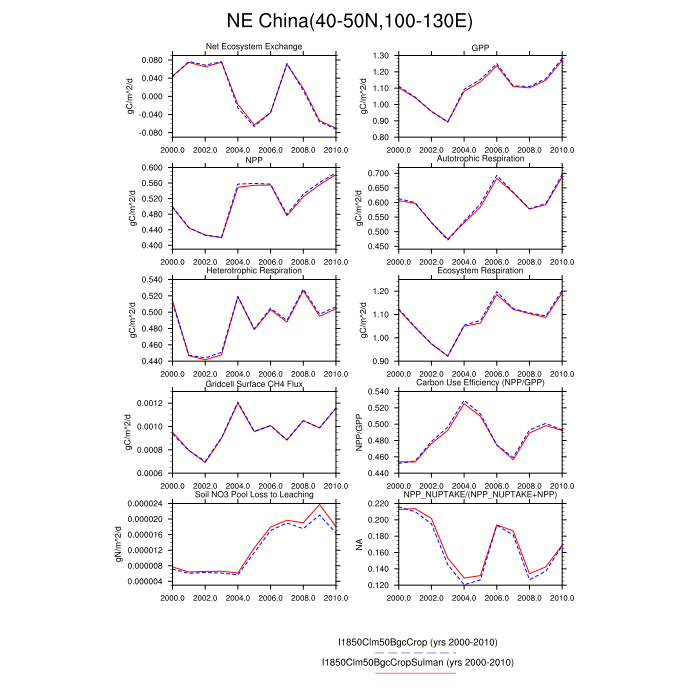 NE China(40-50N,100-130E)
Net Ecosystem Exchange
gC/m^2/d
0.080
0.040
0.000
-0.040
-0.080
2000.0 2002.0 2004.0 2006.0 2008.0 2010.0
GPP
gC/m^2/d
1.30
1.20
1.10
1.00
0.90
0.80
2000.0 2002.0 2004.0 2006.0 2008.0 2010.0
NPP
gC/m^2/d
0.600
0.560
0.520
0.480
0.440
0.400
2000.0 2002.0 2004.0 2006.0 2008.0 2010.0
Autotrophic Respiration
gC/m^2/d
0.700
0.650
0.600
0.550
0.500
0.450
2000.0 2002.0 2004.0 2006.0 2008.0 2010.0
Heterotrophic Respiration
gC/m^2/d
0.540
0.520
0.500
0.480
0.460
0.440
2000.0 2002.0 2004.0 2006.0 2008.0 2010.0
Ecosystem Respiration
gC/m^2/d
1.20
1.10
1.00
0.90
2000.0 2002.0 2004.0 2006.0 2008.0 2010.0
Gridcell Surface CH4 Flux
gC/m^2/d
0.0012
0.0010
0.0008
0.0006
2000.0 2002.0 2004.0 2006.0 2008.0 2010.0
Carbon Use Efficiency (NPP/GPP)
NPP/GPP
0.540
0.520
0.500
0.480
0.460
0.440
2000.0 2002.0 2004.0 2006.0 2008.0 2010.0
Soil NO3 Pool Loss to Leaching
gN/m^2/d
0.000024
0.000020
0.000016
0.000012
0.000008
0.000004
2000.0 2002.0 2004.0 2006.0 2008.0 2010.0
NPP_NUPTAKE/(NPP_NUPTAKE+NPP)
NA
0.220
0.200
0.180
0.160
0.140
0.120
2000.0 2002.0 2004.0 2006.0 2008.0 2010.0
I1850Clm50BgcCrop (yrs 2000-2010)
I1850Clm50BgcCropSulman (yrs 2000-2010)